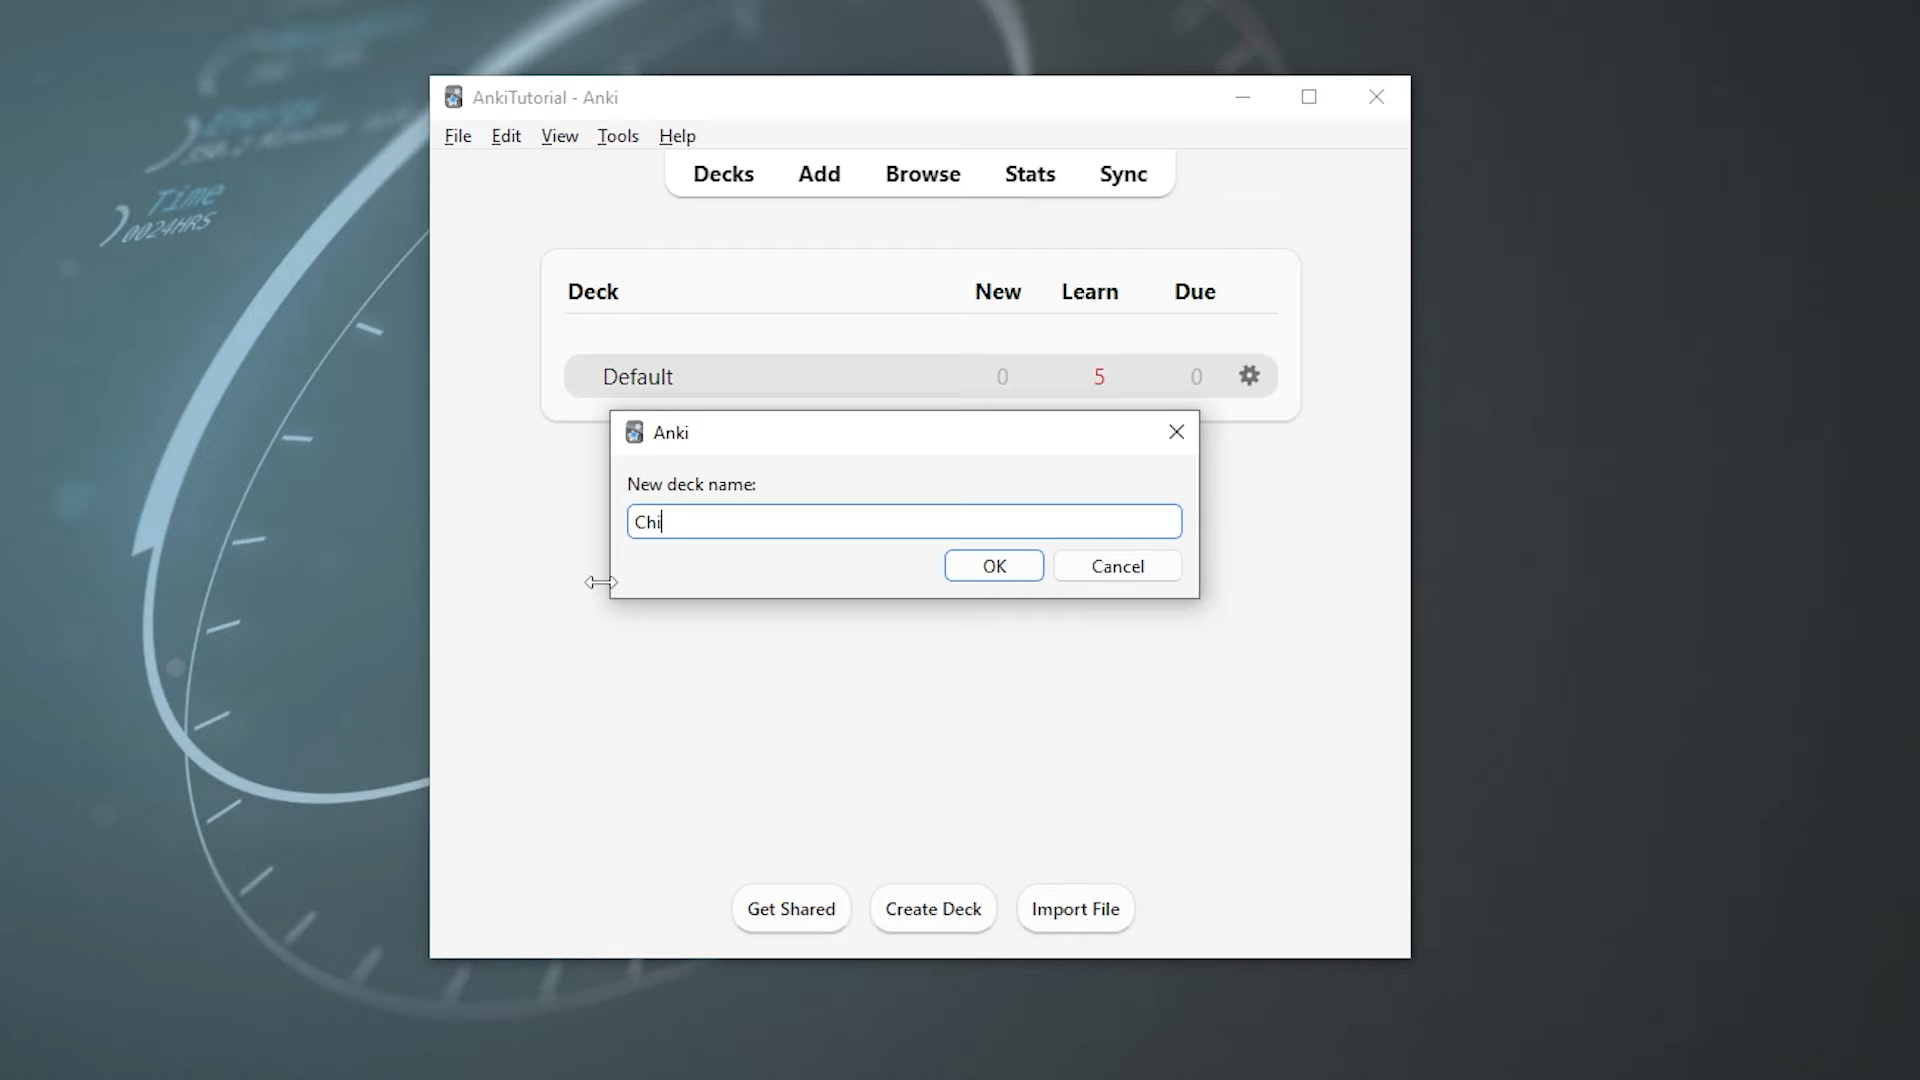 Time
0024HRS
AnkiTutorial - Anki
File Edit View Tools Help
Decks Add Browse Stats Sync
Deck New Learn Due
Default 0 5 0
Anki
New deck name:
Chi
OK Cancel
Get Shared Create Deck Import File